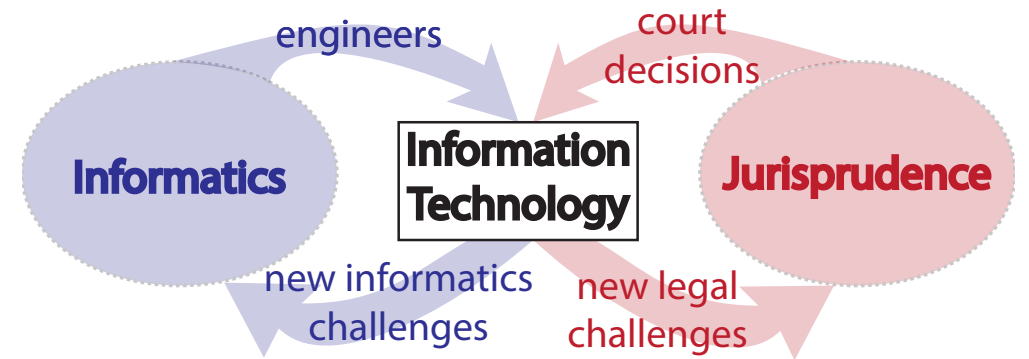 engineers
court
decisions
Informatics
Information
Technology
Jurisprudence
new informatics
challenges
new legal
challenges